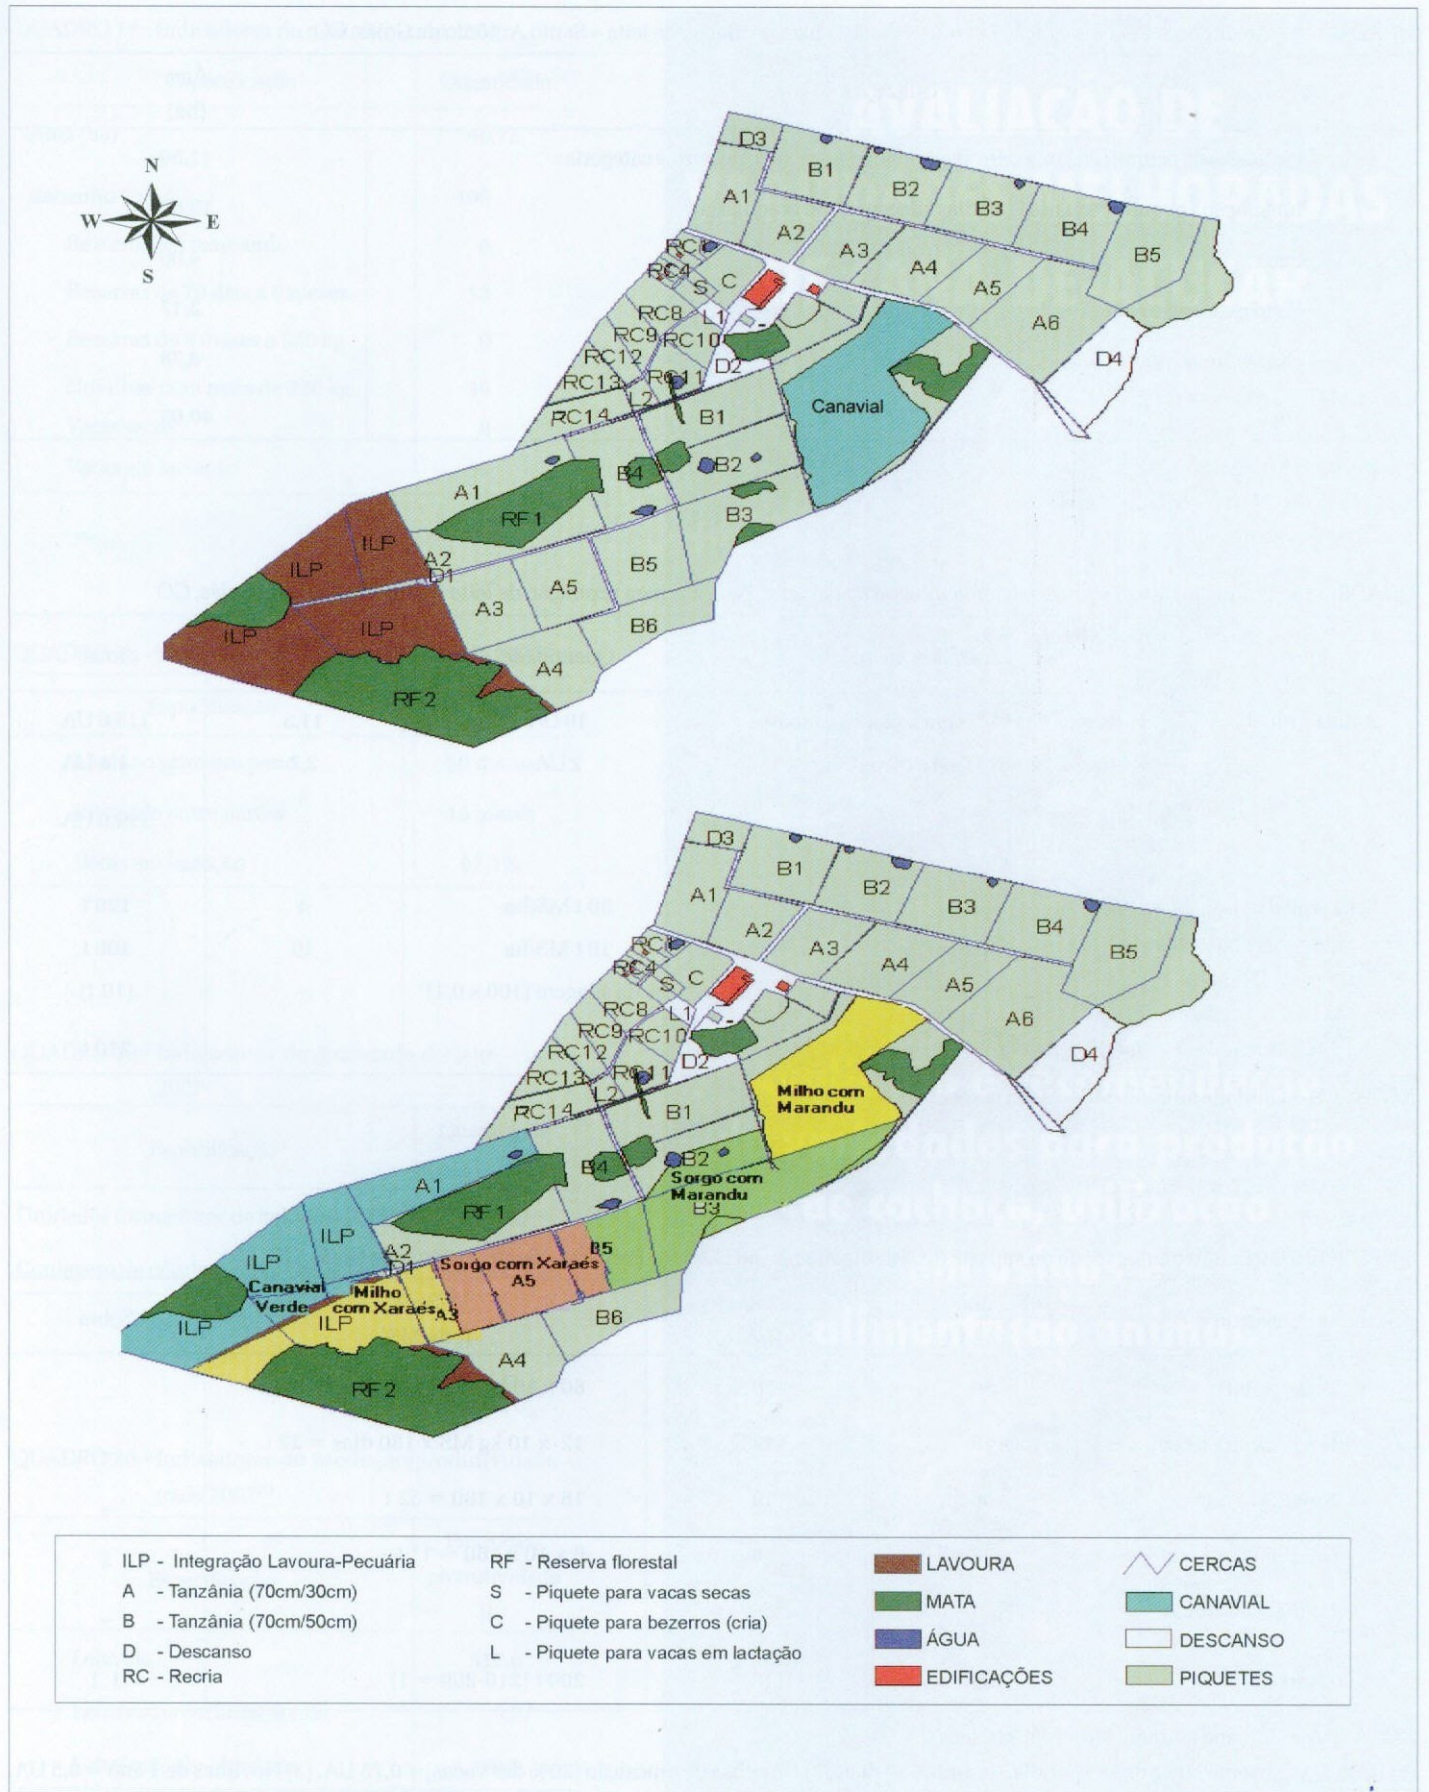 N
W E
S
D3
B1
B2
B3
B4
B5
A1
A2
A3
A4
A5
A6
D4
RC4
S
C
RC8
L1
RC9
RC10
RC12
D2
RC13
RC11
L2
RC14
Canavial
B1
B4
B2
A1
RF1
B3
ILP
ILP
A2
D1
A5
B5
A3
ILP
ILP
B6
A4
RF2
D3
B1
B2
B3
B4
B5
A1
A2
A3
A4
A5
A6
D4
RC4
S
C
RC8
L1
RC9
RC10
RC12
D2
RC13
RC11
L2
RC14
Milho com
Marandu
B1
B4
B2
Sorgo com
Marandu
B3
A1
RF1
ILP
ILP
A2
D1
B5
Sorgo com Xaraés
A5
Canavial
Verde
Milho
com Xaraés
A3
ILP
ILP
B6
A4
RF2
ILP - Integração Lavoura-Pecuária
A - Tanzânia (70cm/30cm)
B - Tanzânia (70cm/50cm)
D - Descanso
RC - Recria
RF - Reserva florestal
S - Piquete para vacas secas
C - Piquete para bezerros (cria)
L - Piquete para vacas em lactação
LAVOURA
MATA
ÁGUA
EDIFICAÇÕES
CERCAS
CANAVIAL
DESCANSO
PIQUETES